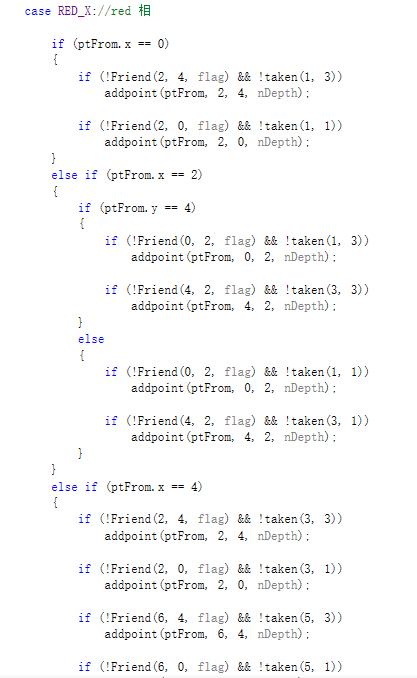 case RED_X://red 相
if (ptFrom.x == 0)
{
if (!Friend(2, 4, flag) && !taken(1, 3))
addpoint(ptFrom, 2, 4, nDepth);
if (!Friend(2, 0, flag) && !taken(1, 1))
addpoint(ptFrom, 2, 0, nDepth);
}
else if (ptFrom.x == 2)
{
if (ptFrom.y == 4)
{
if (!Friend(0, 2, flag) && !taken(1, 3))
addpoint(ptFrom, 0, 2, nDepth);
if (!Friend(4, 2, flag) && !taken(3, 3))
addpoint(ptFrom, 4, 2, nDepth);
}
else
{
if (!Friend(0, 2, flag) && !taken(1, 1))
addpoint(ptFrom, 0, 2, nDepth);
if (!Friend(4, 2, flag) && !taken(3, 1))
addpoint(ptFrom, 4, 2, nDepth);
}
}
else if (ptFrom.x == 4)
{
if (!Friend(2, 4, flag) && !taken(3, 3))
addpoint(ptFrom, 2, 4, nDepth);
if (!Friend(2, 0, flag) && !taken(3, 1))
addpoint(ptFrom, 2, 0, nDepth);
if (!Friend(6, 4, flag) && !taken(5, 3))
addpoint(ptFrom, 6, 4, nDepth);
if (!Friend(6, 0, flag) && !taken(5, 1))